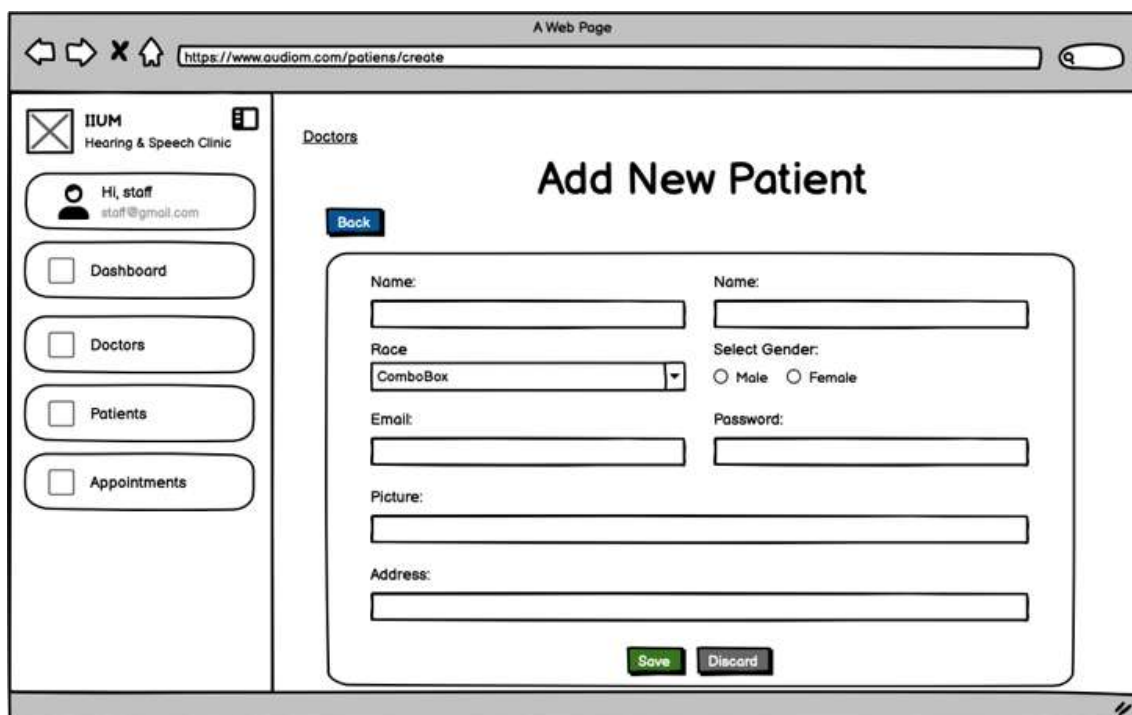 A Web Page
https://www.audiom.com/patiens/create
IIUM
Hearing & Speech Clinic
Hi, staff
staff@gmail.com
Dashboard
Doctors
Patients
Appointments
Doctors
Add New Patient
Back
Name: Name:
Race Select Gender:
ComboBox Male Female
Email: Password:
Picture:
Address:
Save Discard